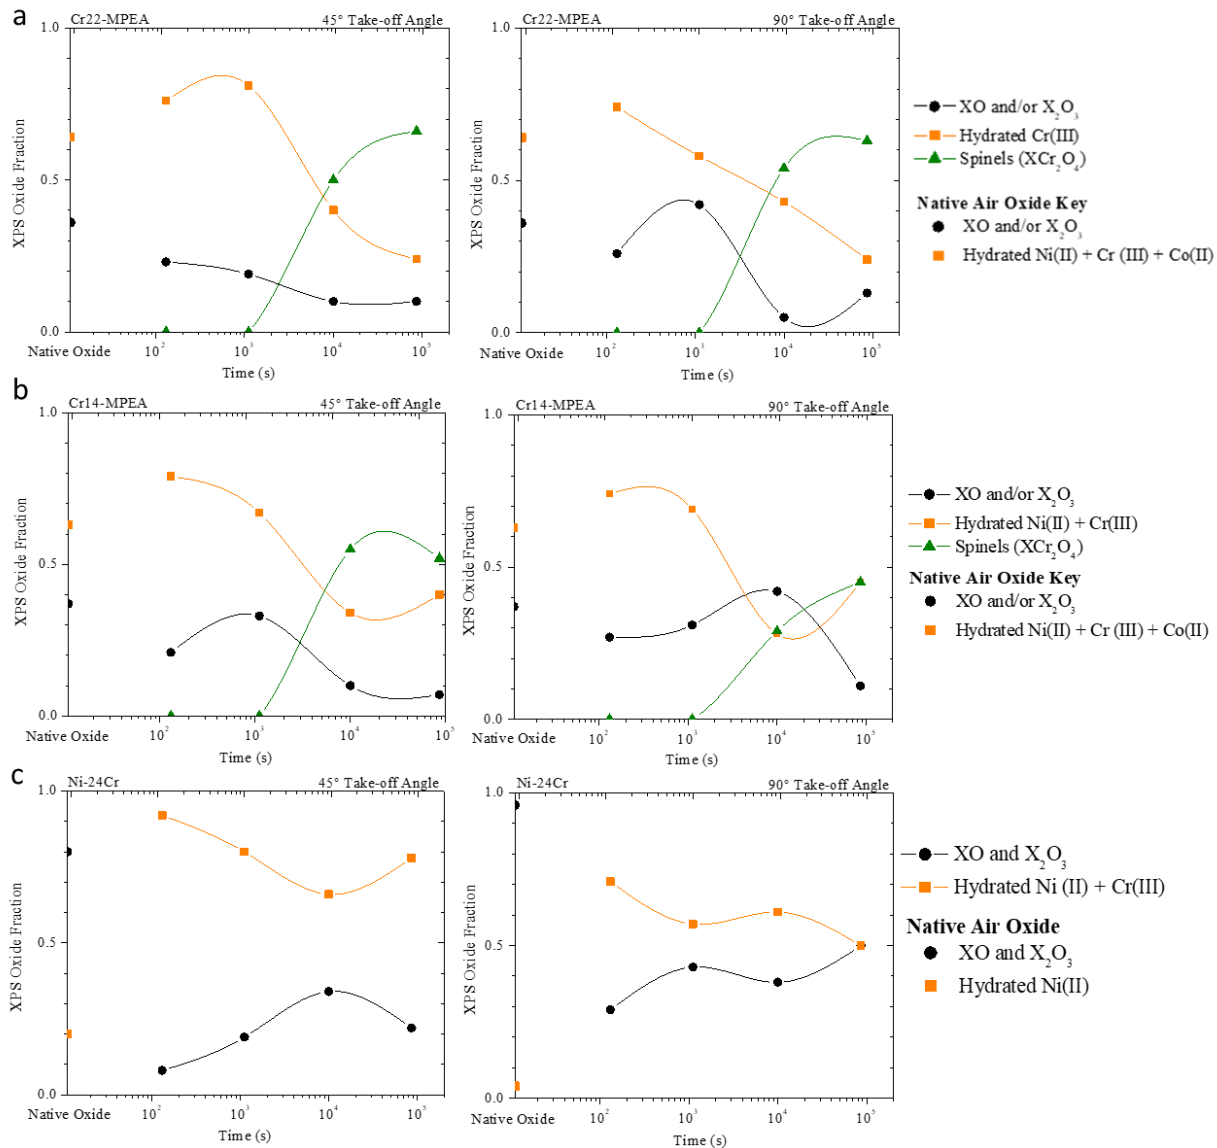 a
Cr22-MPEA 45° Take-off Angle
1.0
0.5
0.0
XPS Oxide Fraction
Native Oxide 10² 10³ 10⁴ 10⁵
Time (s)
Cr22-MPEA 90° Take-off Angle
1.0
0.5
0.0
XPS Oxide Fraction
Native Oxide 10² 10³ 10⁴ 10⁵
Time (s)
XO and/or X₂O₃
Hydrated Cr(III)
Spinels (XCr₂O₄)
Native Air Oxide Key
XO and/or X₂O₃
Hydrated Ni(II) + Cr (III) + Co(II)
b
Cr14-MPEA 45° Take-off Angle
1.0
0.5
0.0
XPS Oxide Fraction
Native Oxide 10² 10³ 10⁴ 10⁵
Time (s)
Cr14-MPEA 90° Take-off Angle
1.0
0.5
0.0
XPS Oxide Fraction
Native Oxide 10² 10³ 10⁴ 10⁵
Time (s)
XO and/or X₂O₃
Hydrated Ni(II) + Cr(III)
Spinels (XCr₂O₄)
Native Air Oxide Key
XO and/or X₂O₃
Hydrated Ni(II) + Cr (III) + Co(II)
c
Ni-24Cr 45° Take-off Angle
1.0
0.5
0.0
XPS Oxide Fraction
Native Oxide 10² 10³ 10⁴ 10⁵
Time (s)
Ni-24Cr 90° Take-off Angle
1.0
0.5
0.0
XPS Oxide Fraction
Native Oxide 10² 10³ 10⁴ 10⁵
Time (s)
XO and X₂O₃
Hydrated Ni (II) + Cr(III)
Native Air Oxide
XO and X₂O₃
Hydrated Ni(II)